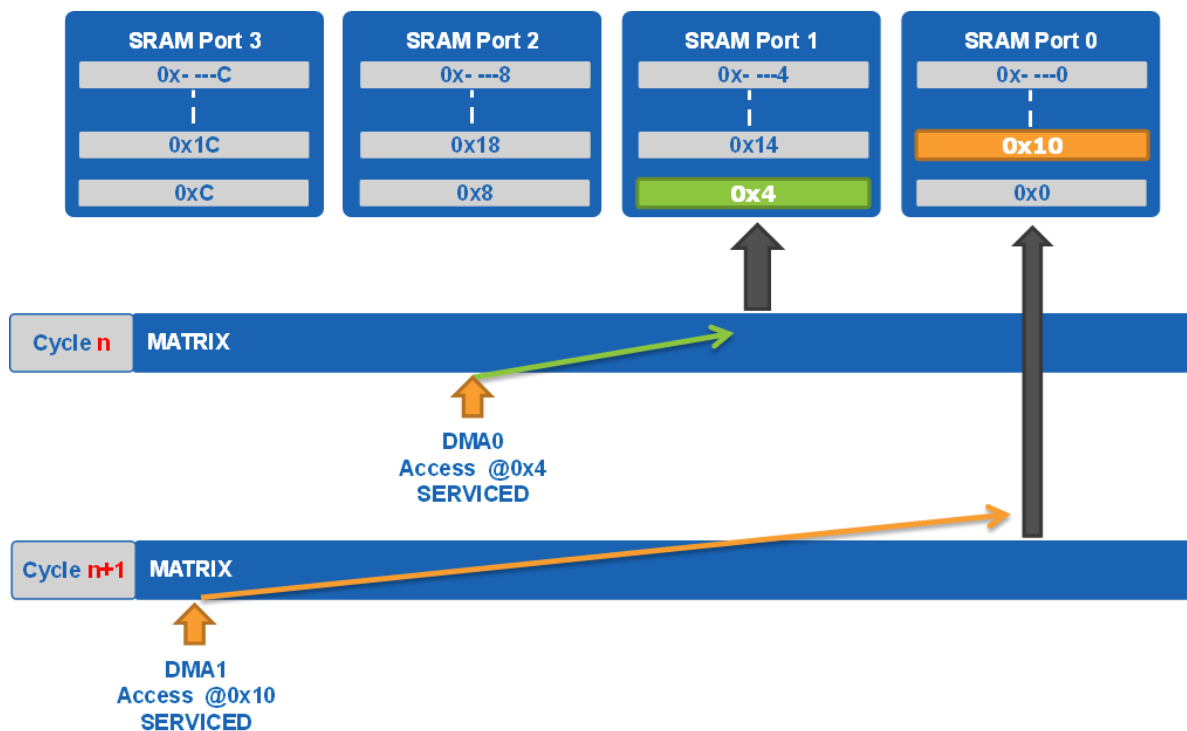 SRAM Port 3
SRAM Port 2
SRAM Port 1
SRAM Port 0
0x- ---C
0x- ---8
0x- ---4
0x- ---0
0x1C
0x18
0x14
0x10
0xC
0x8
0x4
0x0
Cycle n
MATRIX
DMA0
Access @0x4
SERVICED
Cycle n+1
MATRIX
DMA1
Access @0x10
SERVICED